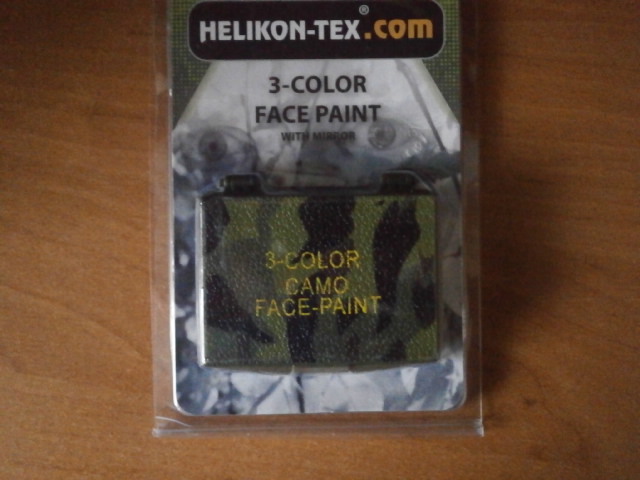 HELIKON-TEX®.com
3-COLOR
FACE PAINT
WITH MIRROR
3-COLOR
CAMO
FACE-PAINT